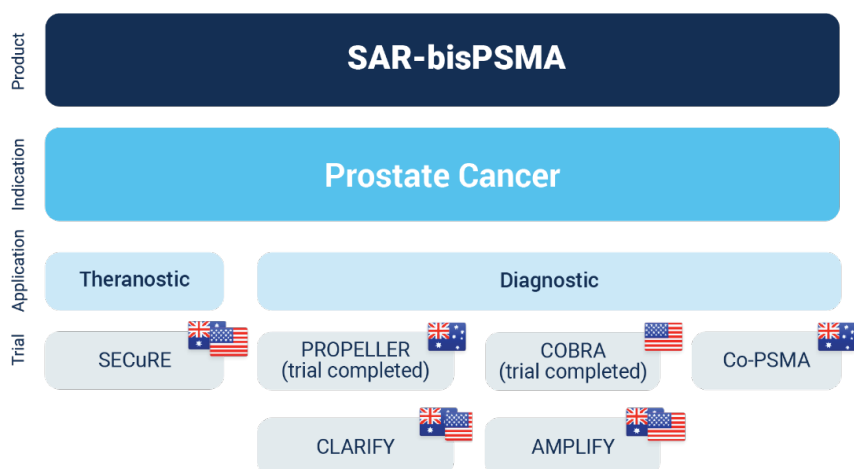 Product
SAR-bisPSMA
Indication
Prostate Cancer
Application
Theranostic
Diagnostic
Trial
SECuRE
PROPELLER
(trial completed)
COBRA
(trial completed)
Co-PSMA
CLARIFY
AMPLIFY